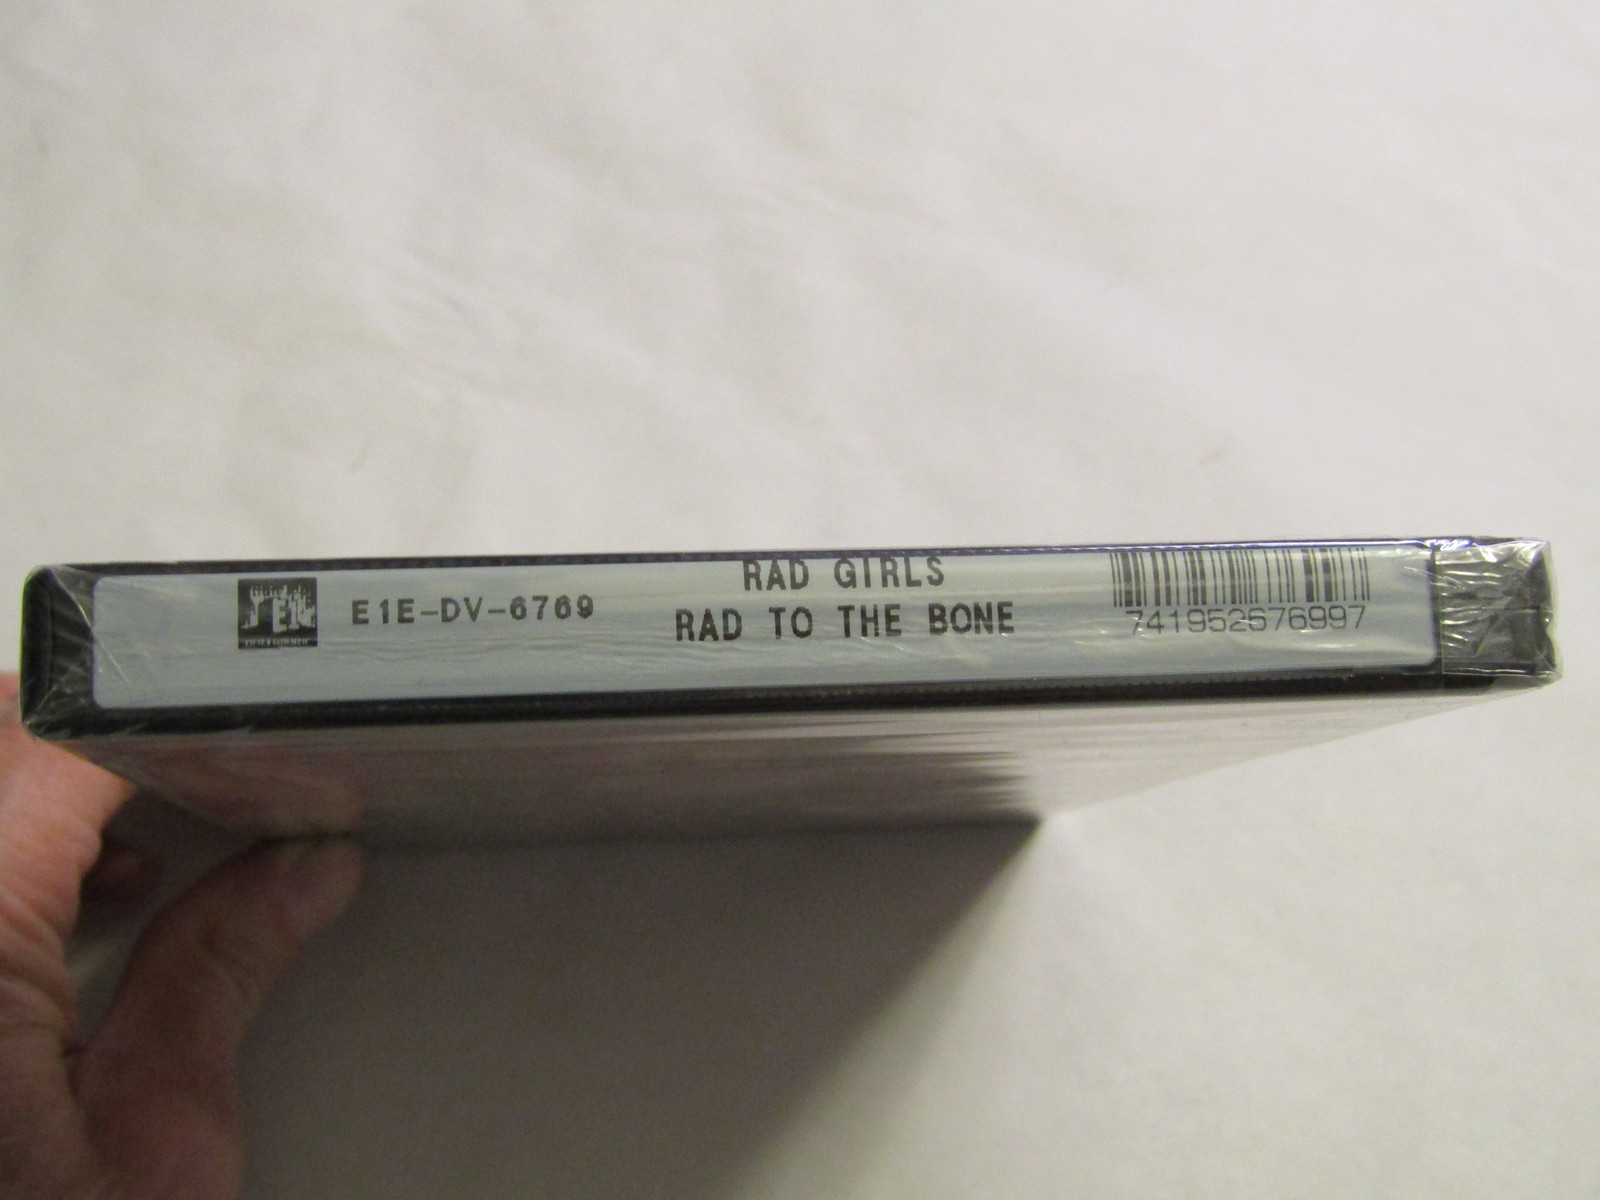 E1E-DV-6769
RAD GIRLS
RAD TO THE BONE
741952676997